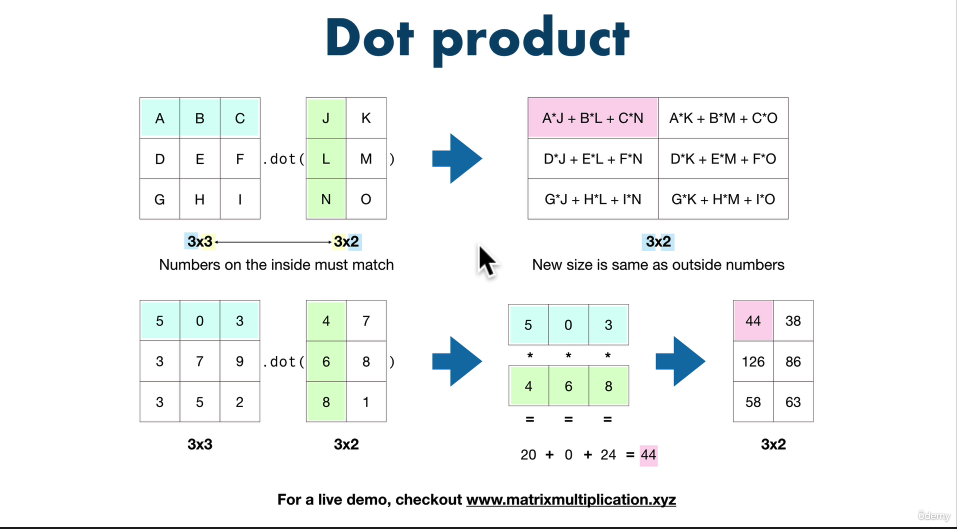 Dot product
A B C J K A*J + B*L + C*N A*K + B*M + C*O
D E F .dot( L M ) D*J + E*L + F*N D*K + E*M + F*O
G H I N O G*J + H*L + I*N G*K + H*M + I*O
3x3 3x2 3x2
Numbers on the inside must match New size is same as outside numbers
5 0 3 4 7 5 0 3 44 38
* * *
3 7 9 .dot( 6 8 ) 126 86
4 6 8
3 5 2 8 1 58 63
= = =
3x3 3x2 3x2
20 + 0 + 24 = 44
For a live demo, checkout www.matrixmultiplication.xyz
ûdemy